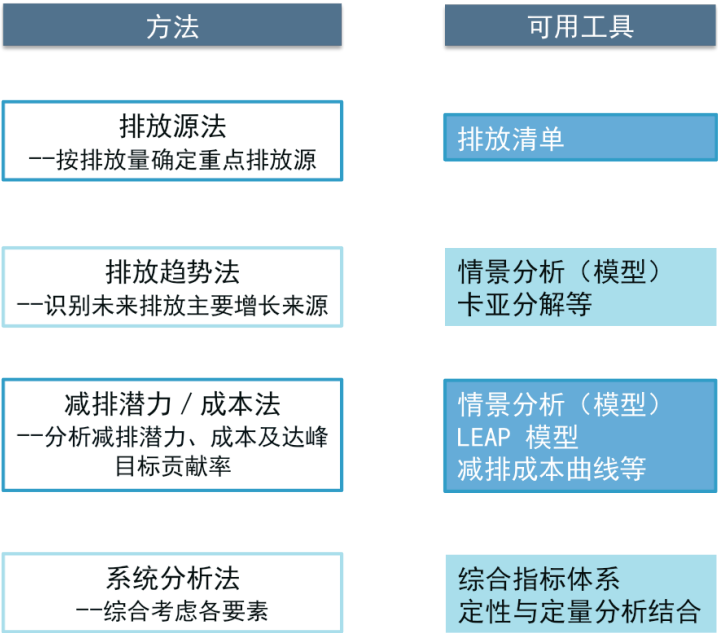 方法
可用工具
排放源法
--按排放量确定重点排放源
排放清单
排放趋势法
--识别未来排放主要增长来源
情景分析（模型）
卡亚分解等
减排潜力 / 成本法
--分析减排潜力、成本及达峰
目标贡献率
情景分析（模型）
LEAP 模型
减排成本曲线等
系统分析法
--综合考虑各要素
综合指标体系
定性与定量分析结合